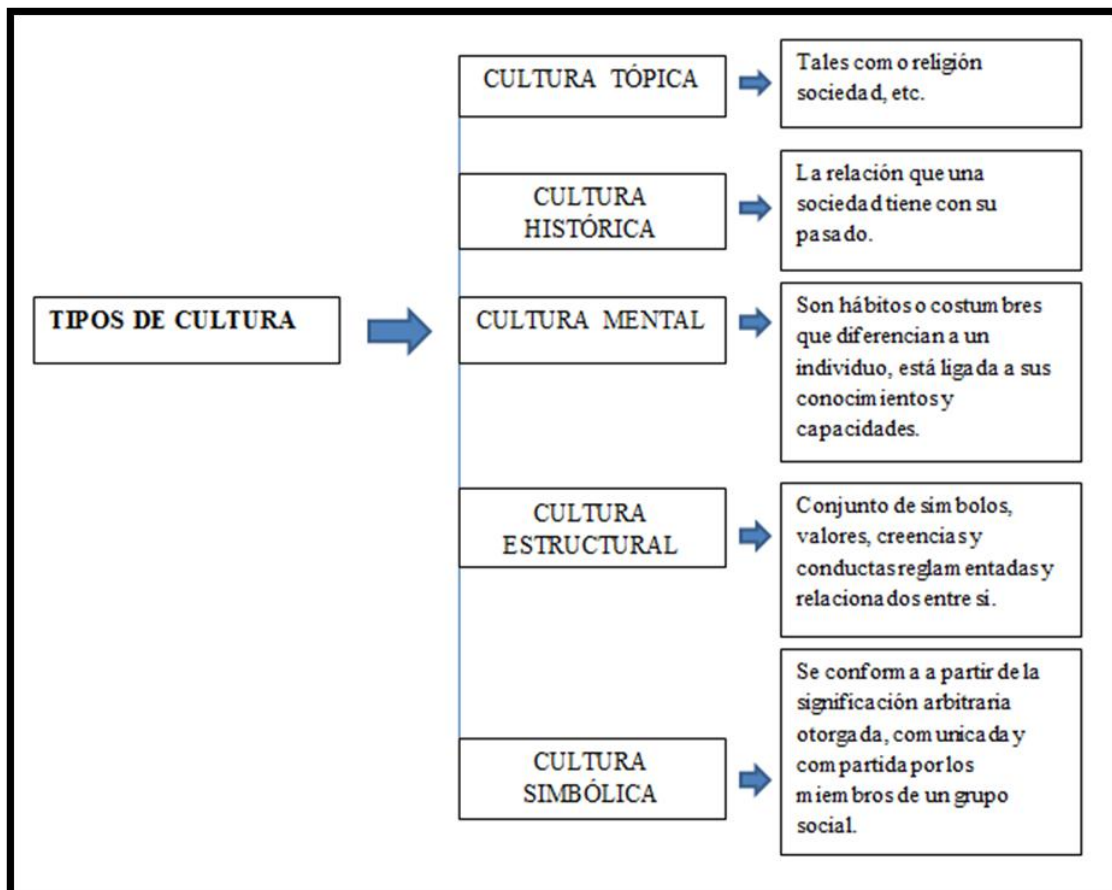 TIPOS DE CULTURA
CULTURA TÓPICA
Tales como religión
sociedad, etc.
CULTURA
HISTÓRICA
La relación que una
sociedad tiene con su
pasado.
CULTURA MENTAL
Son hábitos o costumbres
que diferencian a un
individuo, está ligada a sus
conocimientos y
capacidades.
CULTURA
ESTRUCTURAL
Conjunto de simbolos,
valores, creencias y
conductas reglamentadas y
relacionados entre si.
CULTURA
SIMBÓLICA
Se conforma a partir de la
significación arbitraria
otorgada, comunicada y
compartida por los
miembros de un grupo
social.